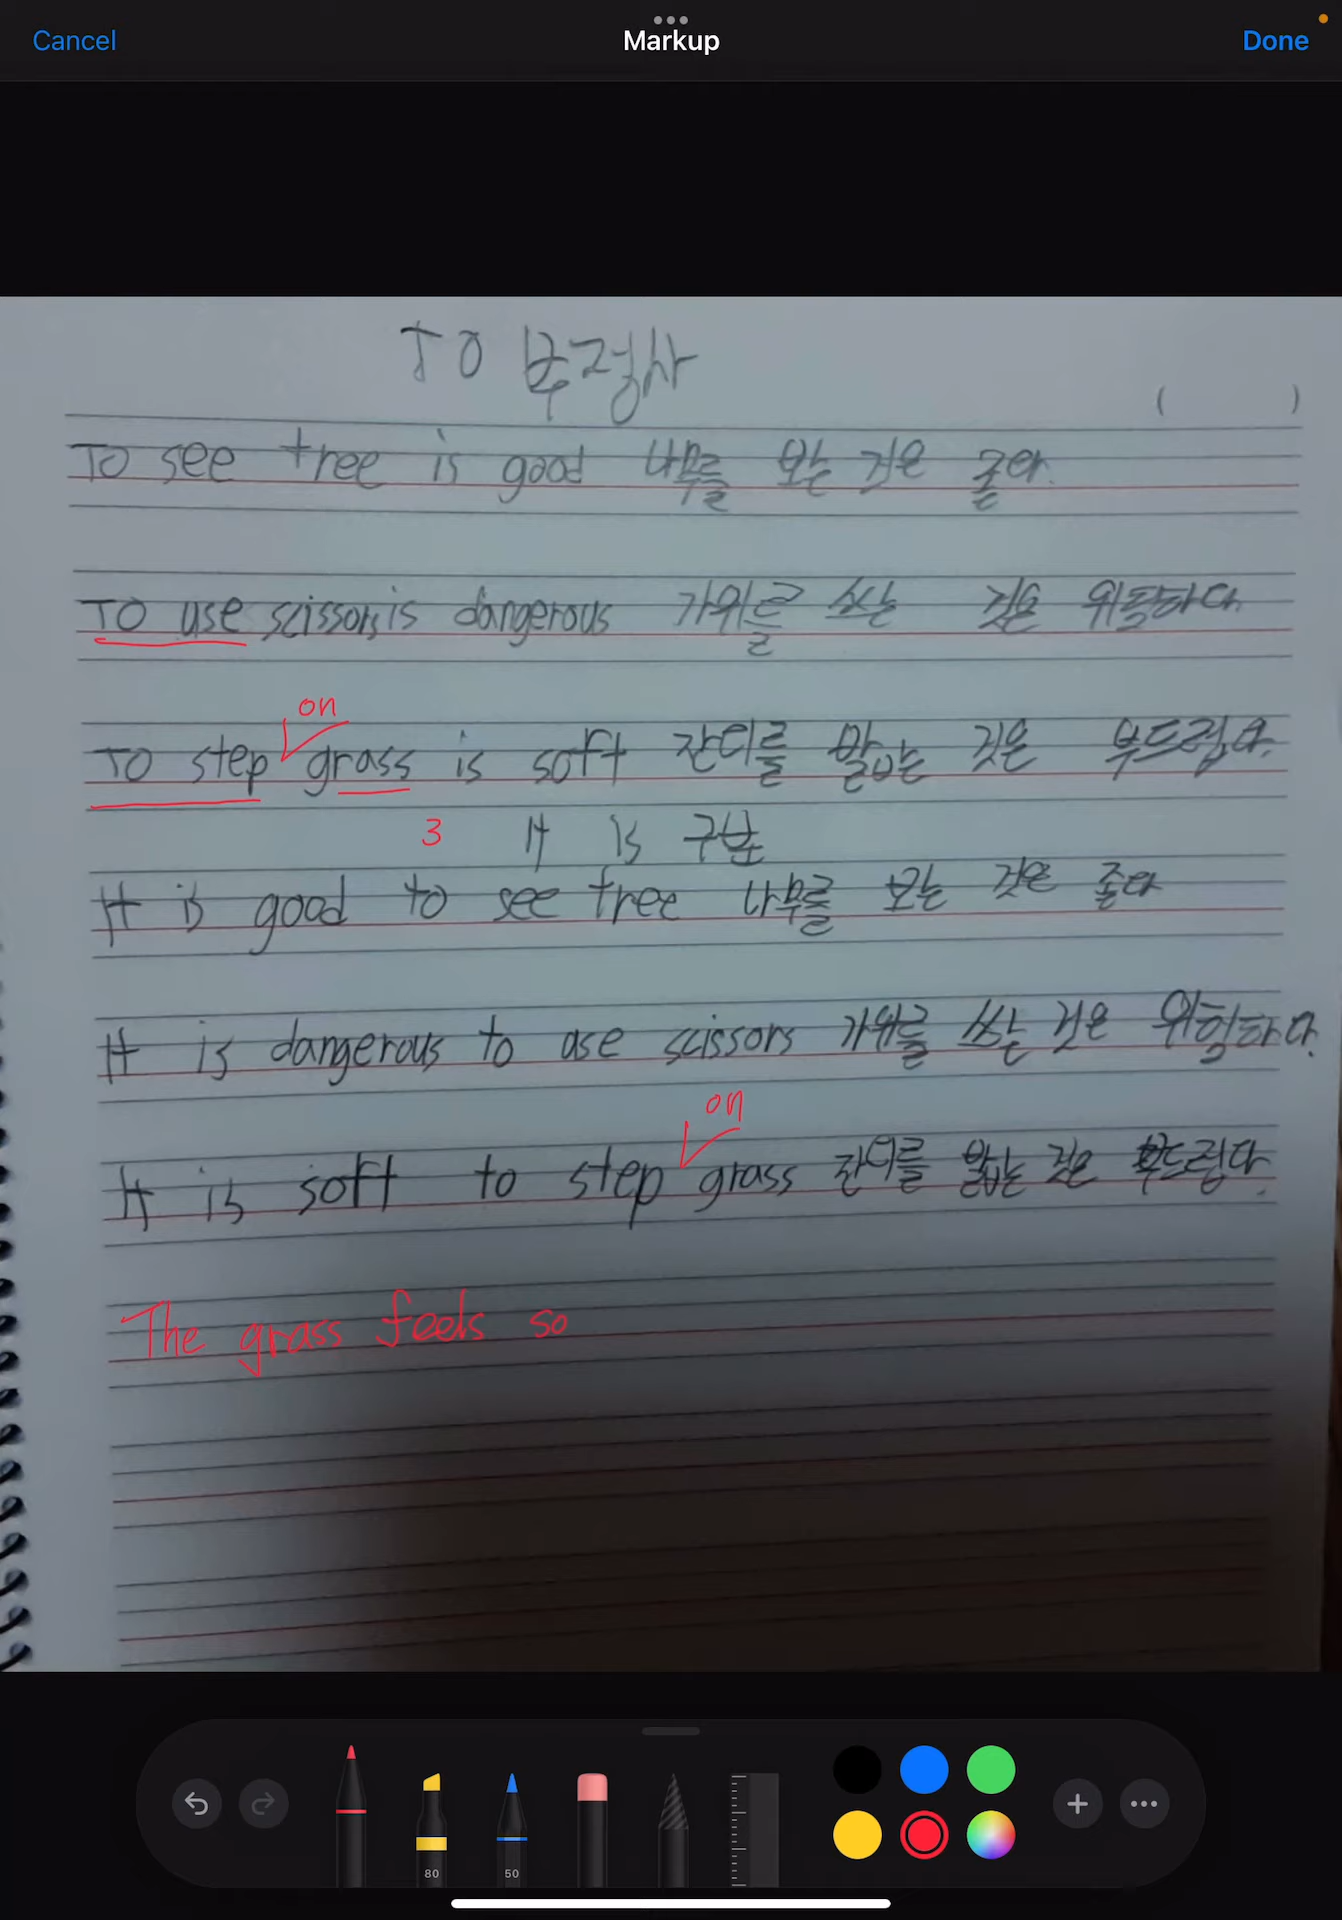 Cancel Markup Done
TO 부정사
( )
To see tree is good 나무를 보는 것은 좋다.
TO use scissors is dangerous 가위를 쓰는 것은 위험하다
on
TO step grass is soft 잔디를 밟는 것은 부드럽다.
3 It is 구분
It is good to see tree 나무를 보는 것은 좋다
It is dangerous to use scissors 가위를 쓰는 것은 위험하다.
on
It is soft to step grass 잔디를 밟는 것은 부드럽다.
The grass feels so
80 50